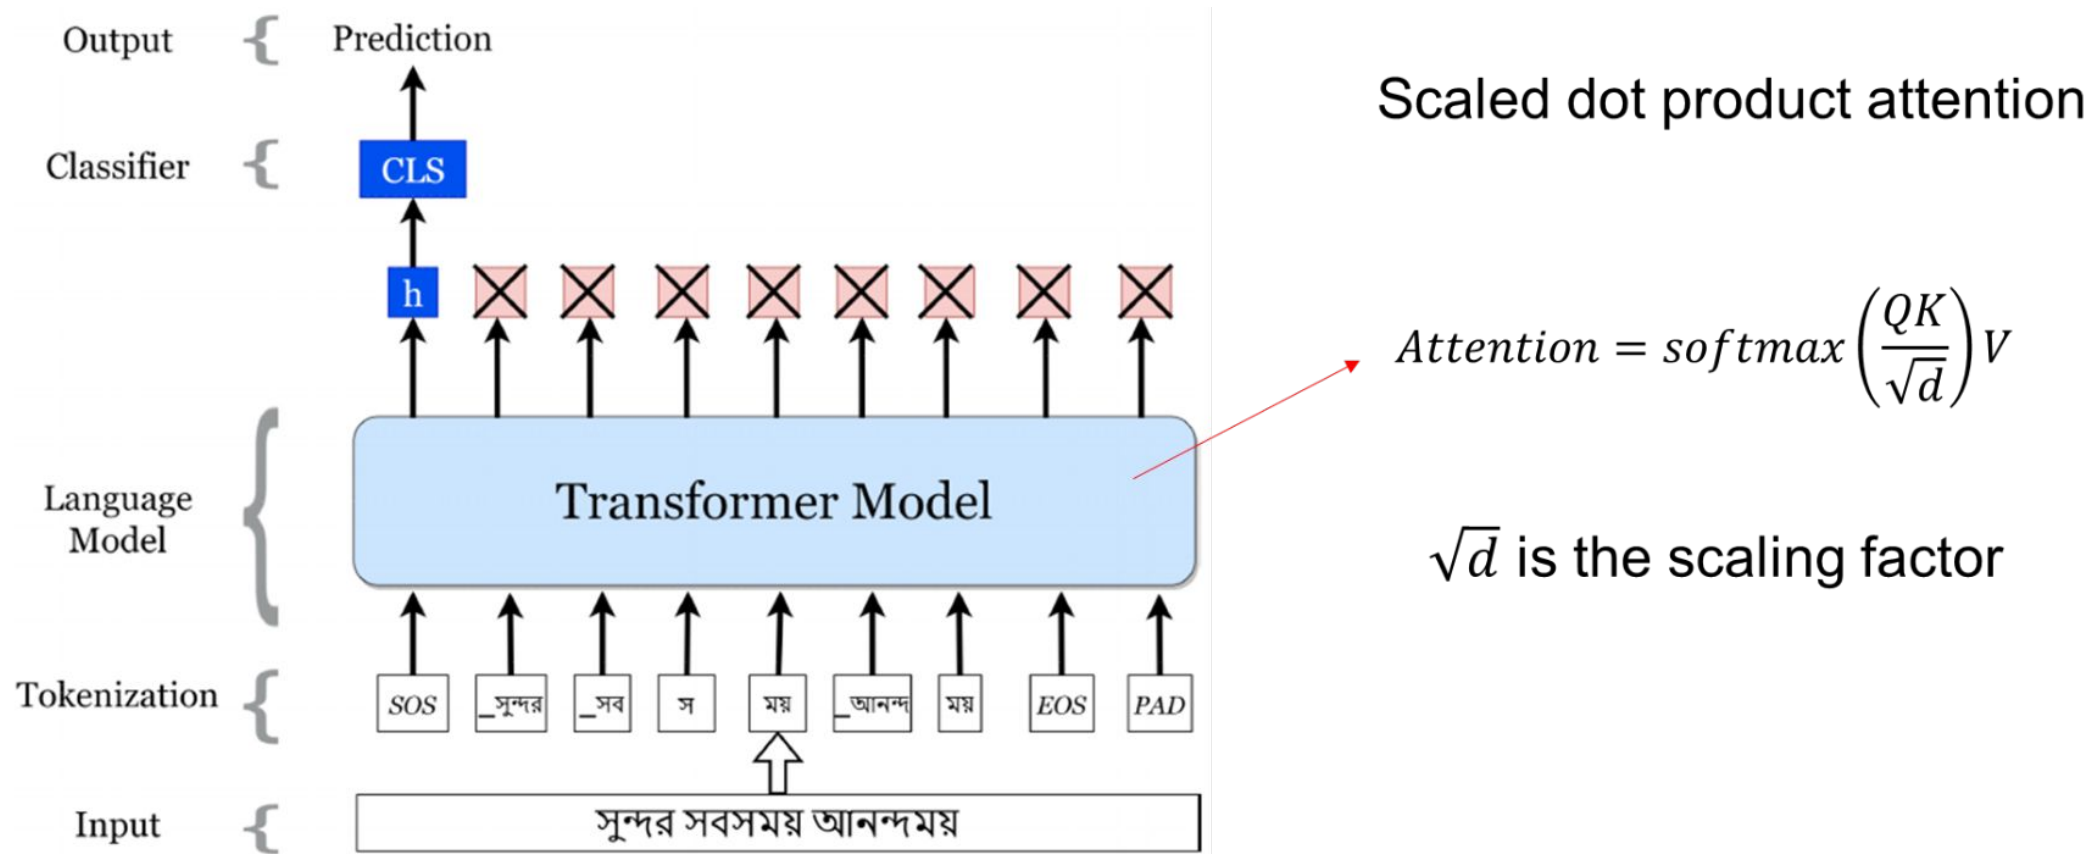 Output { Prediction
Classifier { CLS
h
Language
Model
Transformer Model
Tokenization { SOS _সুন্দর _সব স ময় _আনন্দ ময় EOS PAD
Input { সুন্দর সবসময় আনন্দময়
Scaled dot product attention
Attention = softmax(QK/√d)V
√d is the scaling factor